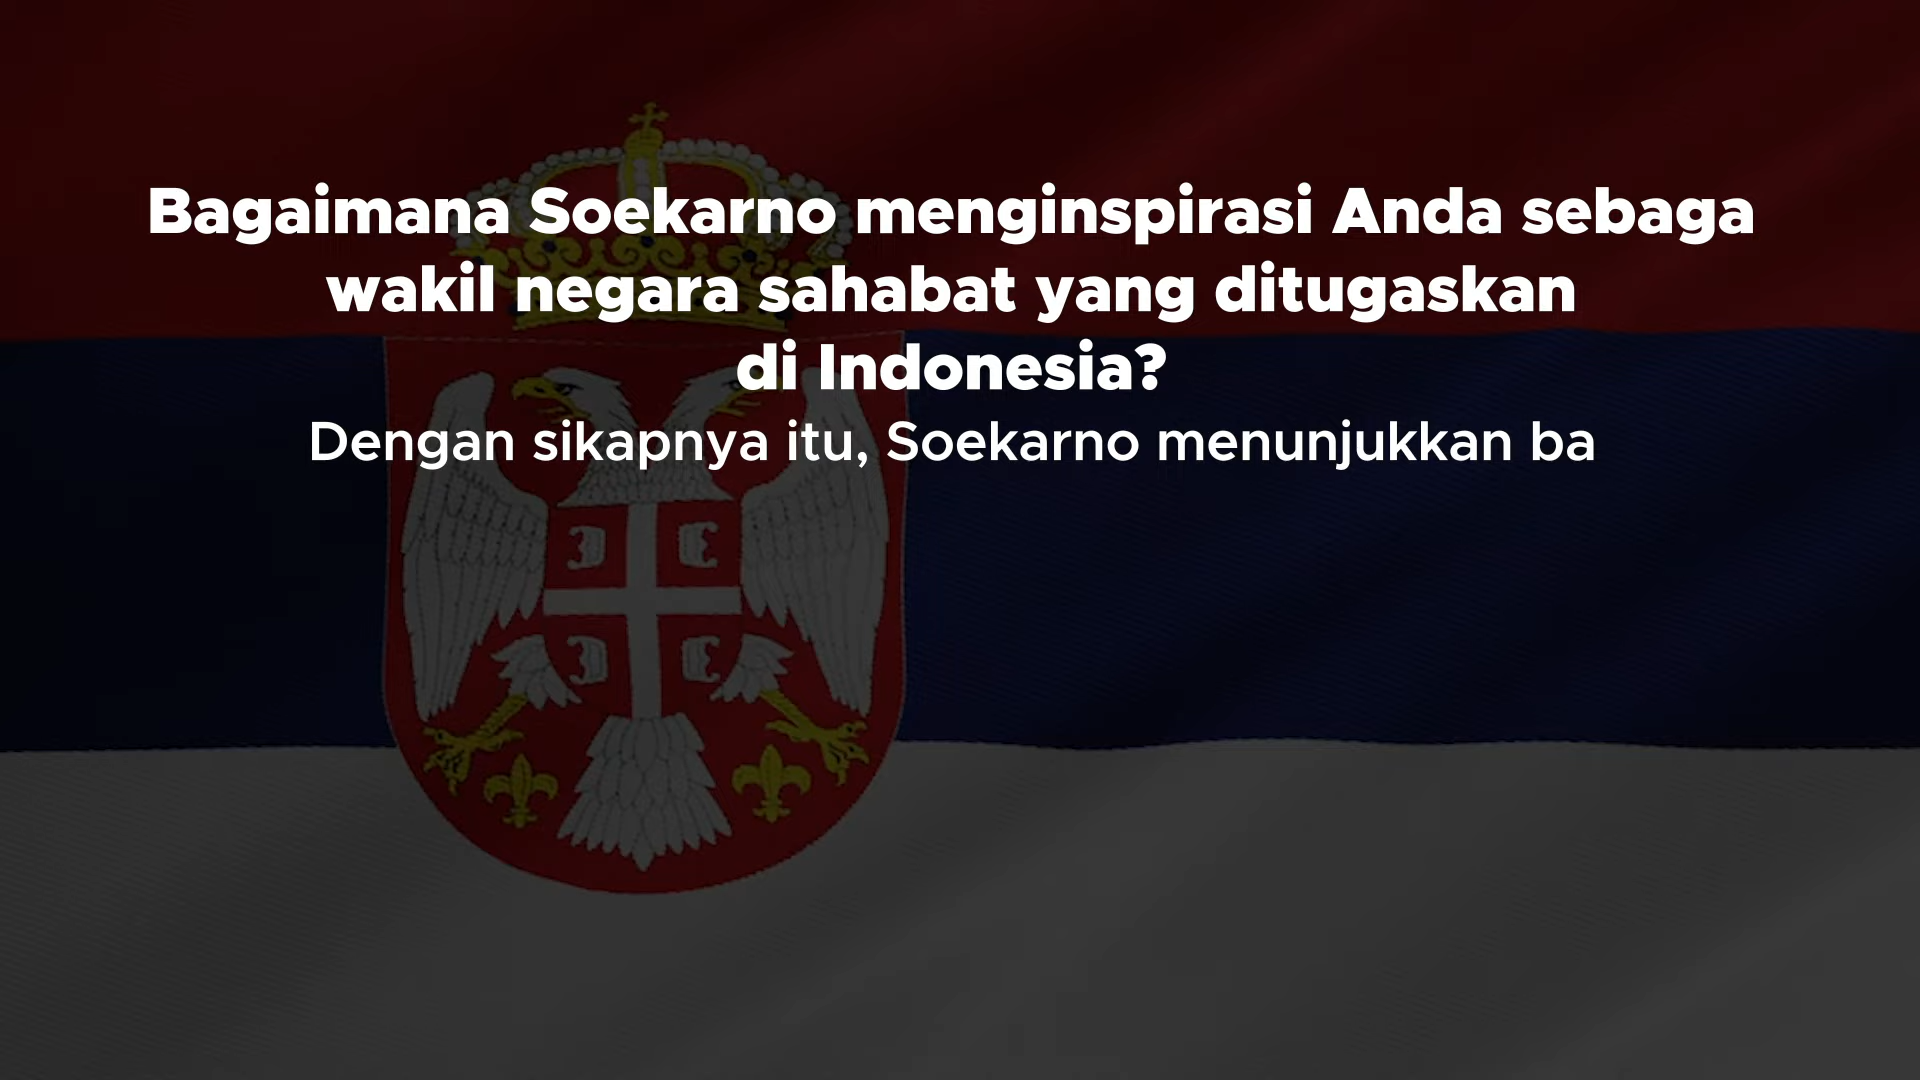 Bagaimana Soekarno menginspirasi Anda sebaga
wakil negara sahabat yang ditugaskan
di Indonesia?
Dengan sikapnya itu, Soekarno menunjukkan ba